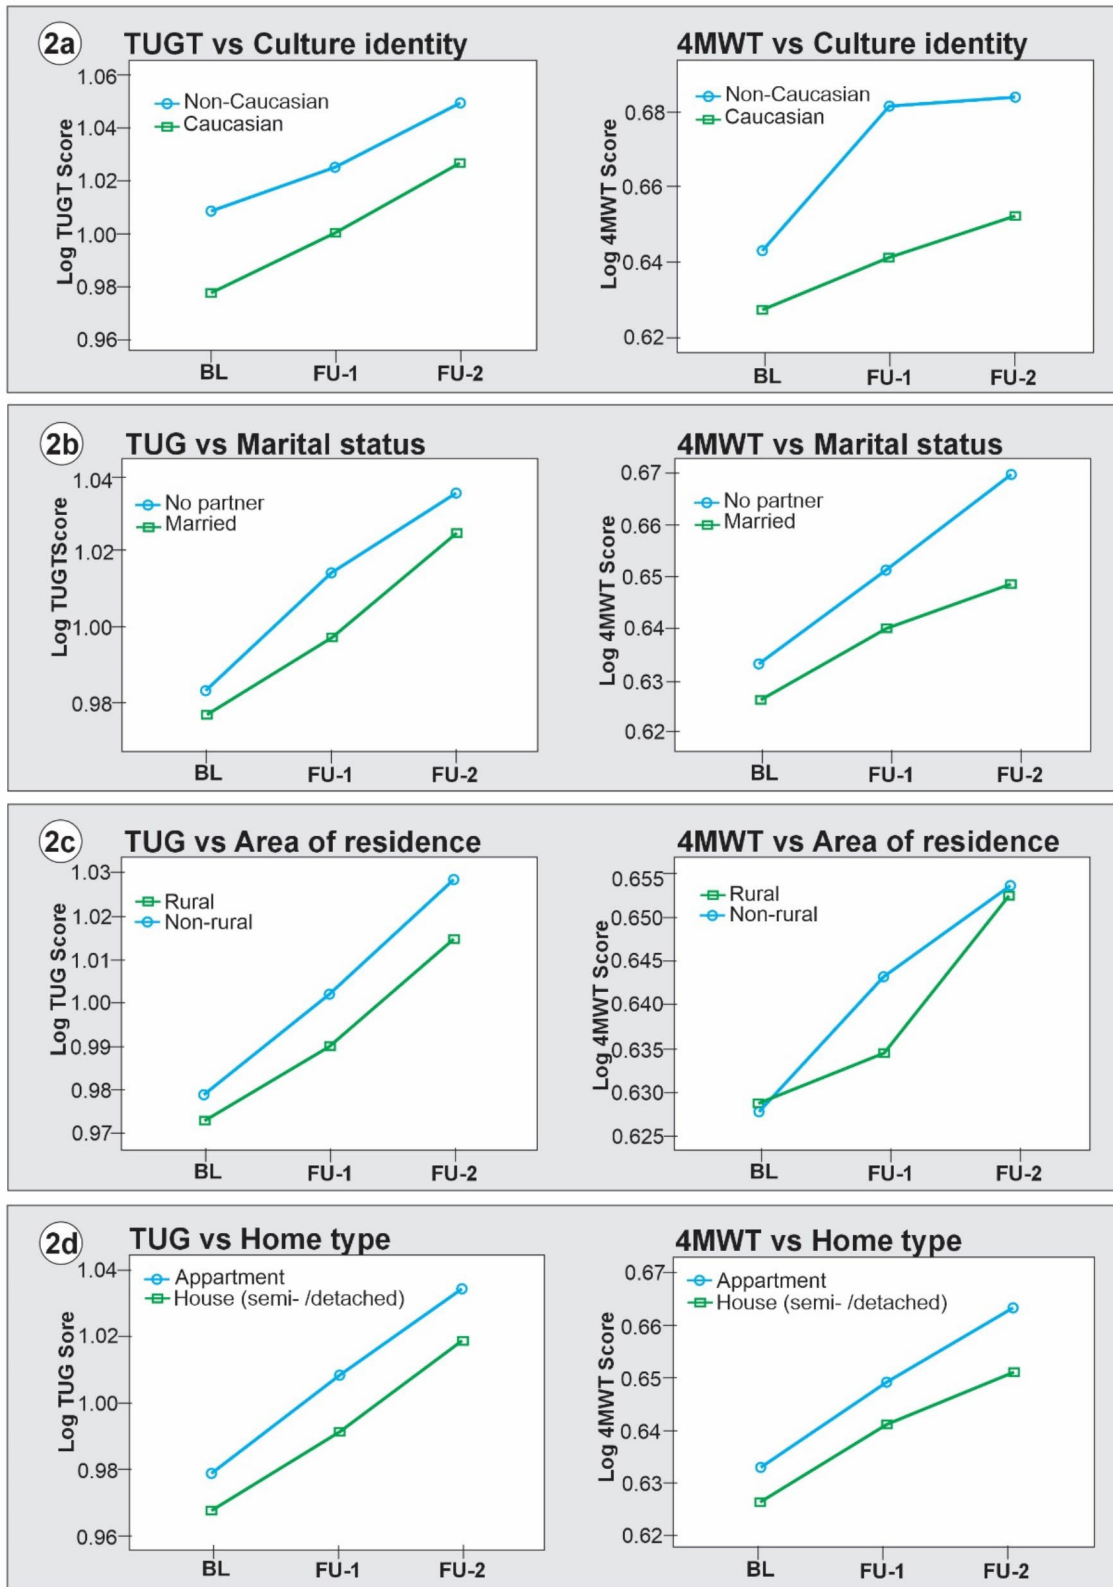 2a
TUGT vs Culture identity
Non-Caucasian
Caucasian
Log TUGT Score
1.06
1.04
1.02
1.00
0.98
0.96
BL FU-1 FU-2
4MWT vs Culture identity
Non-Caucasian
Caucasian
Log 4MWT Score
0.68
0.66
0.64
0.62
BL FU-1 FU-2
2b
TUG vs Marital status
No partner
Married
Log TUGTScore
1.04
1.02
1.00
0.98
BL FU-1 FU-2
4MWT vs Marital status
No partner
Married
Log 4MWT Score
0.67
0.66
0.65
0.64
0.63
0.62
BL FU-1 FU-2
2c
TUG vs Area of residence
Rural
Non-rural
Log TUG Score
1.03
1.02
1.01
1.00
0.99
0.98
0.97
BL FU-1 FU-2
4MWT vs Area of residence
Rural
Non-rural
Log 4MWT Score
0.655
0.650
0.645
0.640
0.635
0.630
0.625
BL FU-1 FU-2
2d
TUG vs Home type
Appartment
House (semi- /detached)
Log TUG Sore
1.04
1.02
1.00
0.98
0.96
BL FU-1 FU-2
4MWT vs Home type
Appartment
House (semi- /detached)
Log 4MWT Score
0.67
0.66
0.65
0.64
0.63
0.62
BL FU-1 FU-2